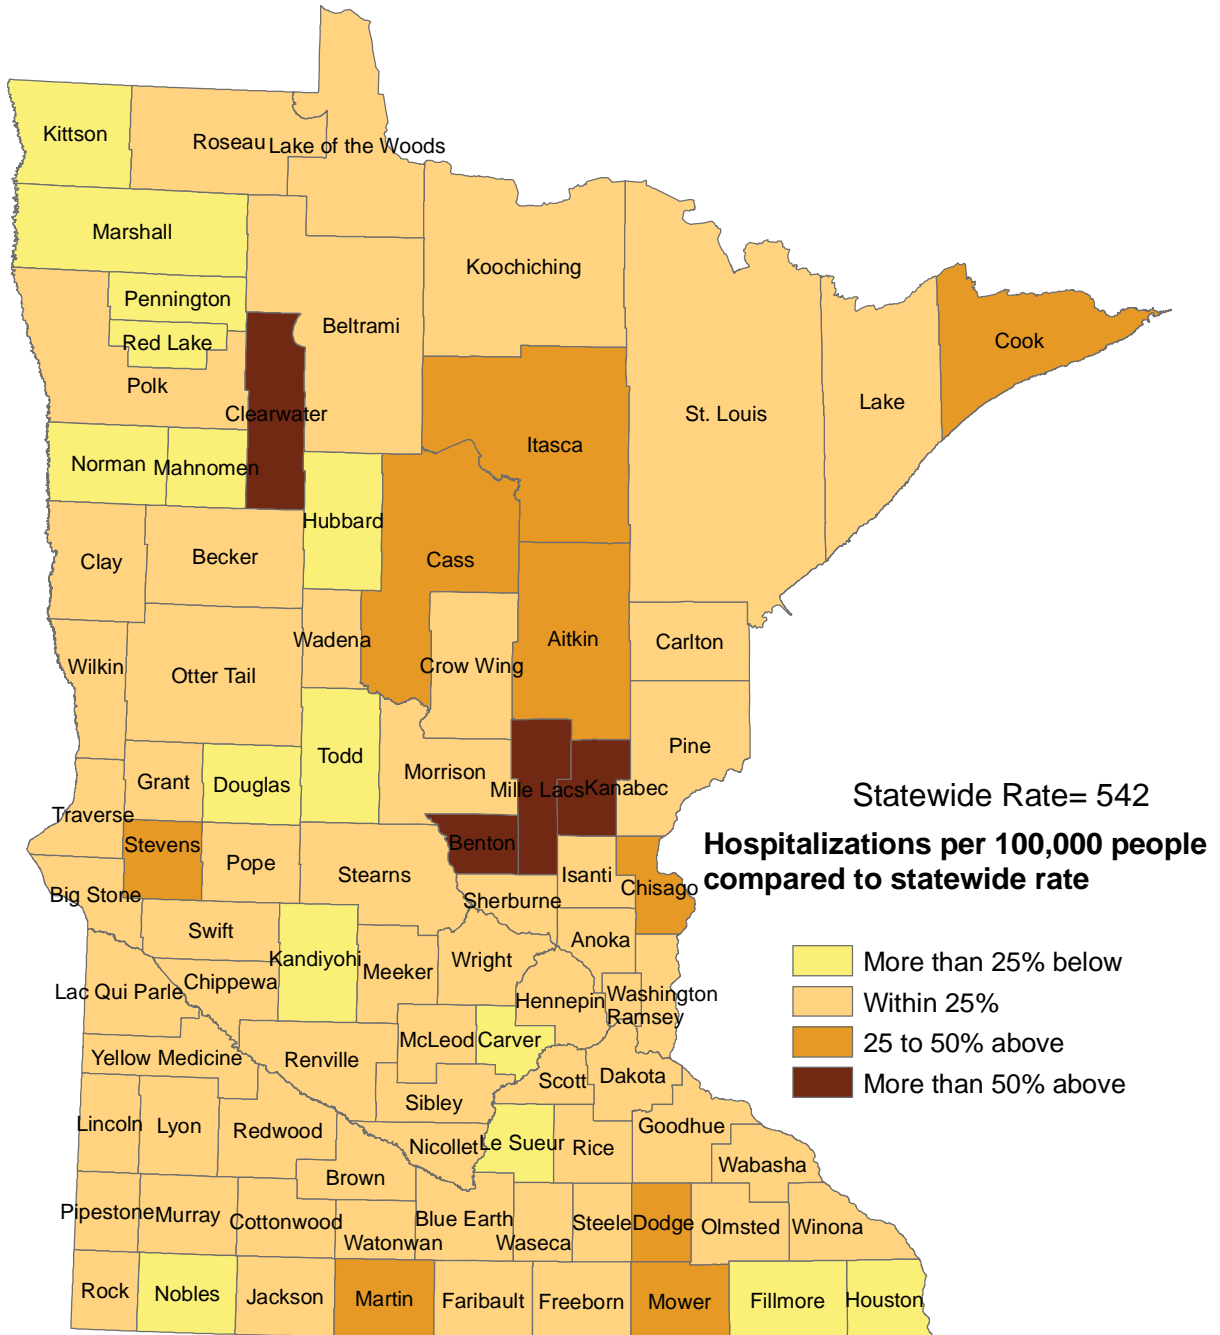 Kittson
Roseau
Lake of the Woods
Marshall
Koochiching
Pennington
Beltrami
Red Lake
Cook
Polk
Clearwater
St. Louis
Lake
Itasca
Norman
Mahnomen
Hubbard
Clay
Becker
Cass
Wadena
Aitkin
Carlton
Wilkin
Otter Tail
Crow Wing
Pine
Todd
Grant
Douglas
Morrison
Mille Lacs
Kanabec
Statewide Rate= 542
Hospitalizations per 100,000 people
compared to statewide rate
Traverse
Stevens
Pope
Benton
Stearns
Isanti
Chisago
Big Stone
Sherburne
Swift
Anoka
Kandiyohi
Meeker
Wright
More than 25% below
Within 25%
25 to 50% above
More than 50% above
Lac Qui Parle
Chippewa
Hennepin
Washington
Ramsey
Yellow Medicine
Renville
McLeod
Carver
Scott
Dakota
Sibley
Lincoln
Lyon
Redwood
Nicollet
Le Sueur
Rice
Goodhue
Wabasha
Brown
Pipestone
Murray
Cottonwood
Watonwan
Blue Earth
Waseca
Steele
Dodge
Olmsted
Winona
Rock
Nobles
Jackson
Martin
Faribault
Freeborn
Mower
Fillmore
Houston